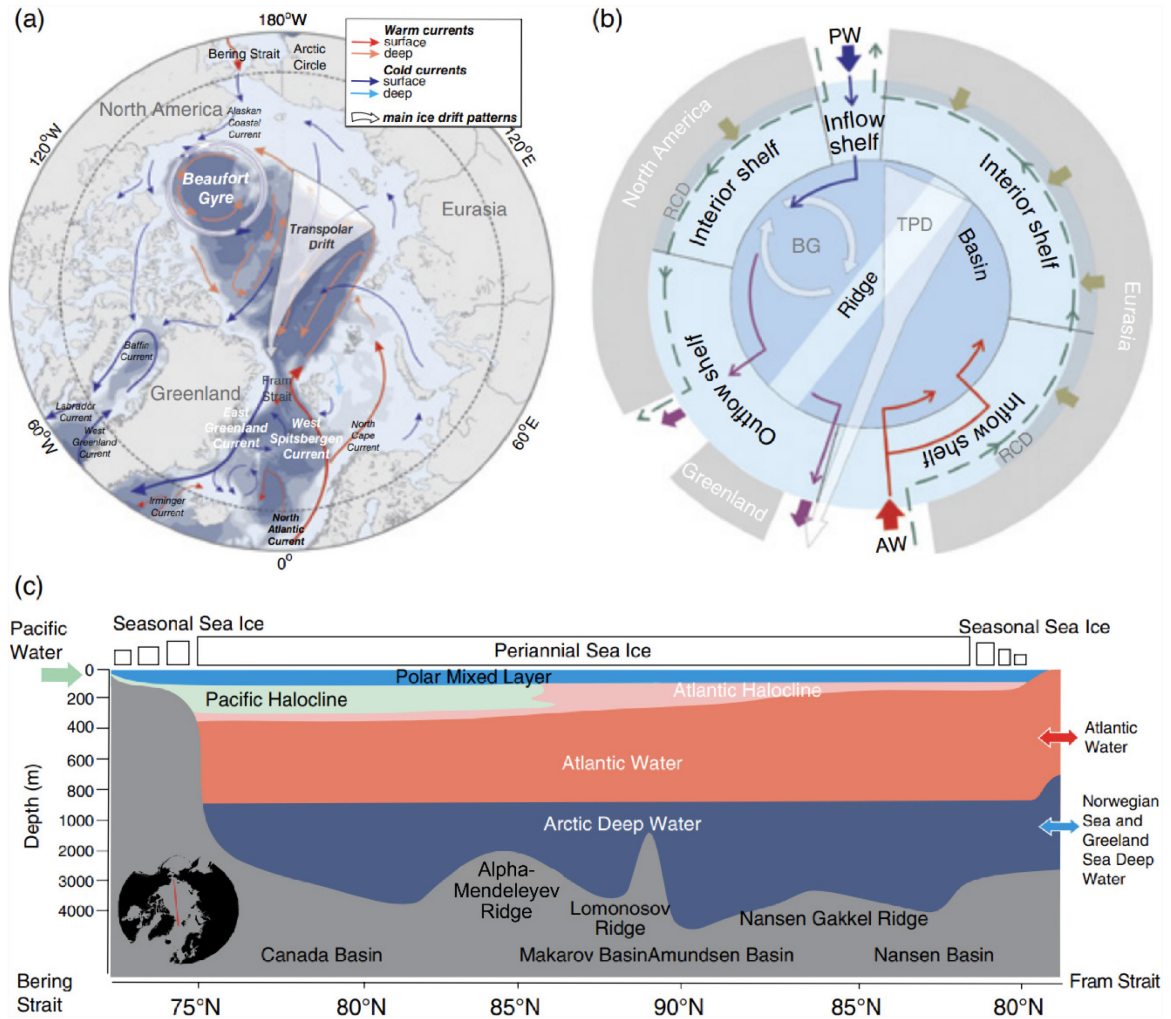 (a)
180°W
Bering Strait
Arctic
Circle
Warm currents
surface
deep
Cold currents
surface
deep
main ice drift patterns
North America
Alaskan
Coastal
Current
120°W
120°E
Beaufort
Gyre
Eurasia
Transpolar
Drift
Baffin
Current
Greenland
Fram
Strait
Labrador
Current
West
Greenland
Current
East
Greenland
Current
West
Spitsbergen
Current
North
Cape
Current
60°W
60°E
Irminger
Current
North
Atlantic
Current
0°
(b)
PW
North America
Inflow
shelf
Interior shelf
Interior shelf
RCD
BG
TPD
Basin
Ridge
Eurasia
Outflow shelf
Inflow shelf
RCD
Greenland
AW
(c)
Pacific
Water
Seasonal Sea Ice
Seasonal Sea Ice
Periannial Sea Ice
0
Polar Mixed Layer
Pacific Halocline
Atlantic Halocline
200
400
600
800
1000
2000
3000
4000
Depth (m)
Atlantic Water
Atlantic
Water
Arctic Deep Water
Norwegian
Sea and
Greeland
Sea Deep
Water
Alpha-
Mendeleyev
Ridge
Lomonosov
Ridge
Nansen Gakkel Ridge
Canada Basin
Makarov Basin
Amundsen Basin
Nansen Basin
Bering
Strait
75°N
80°N
85°N
90°N
85°N
80°N
Fram Strait